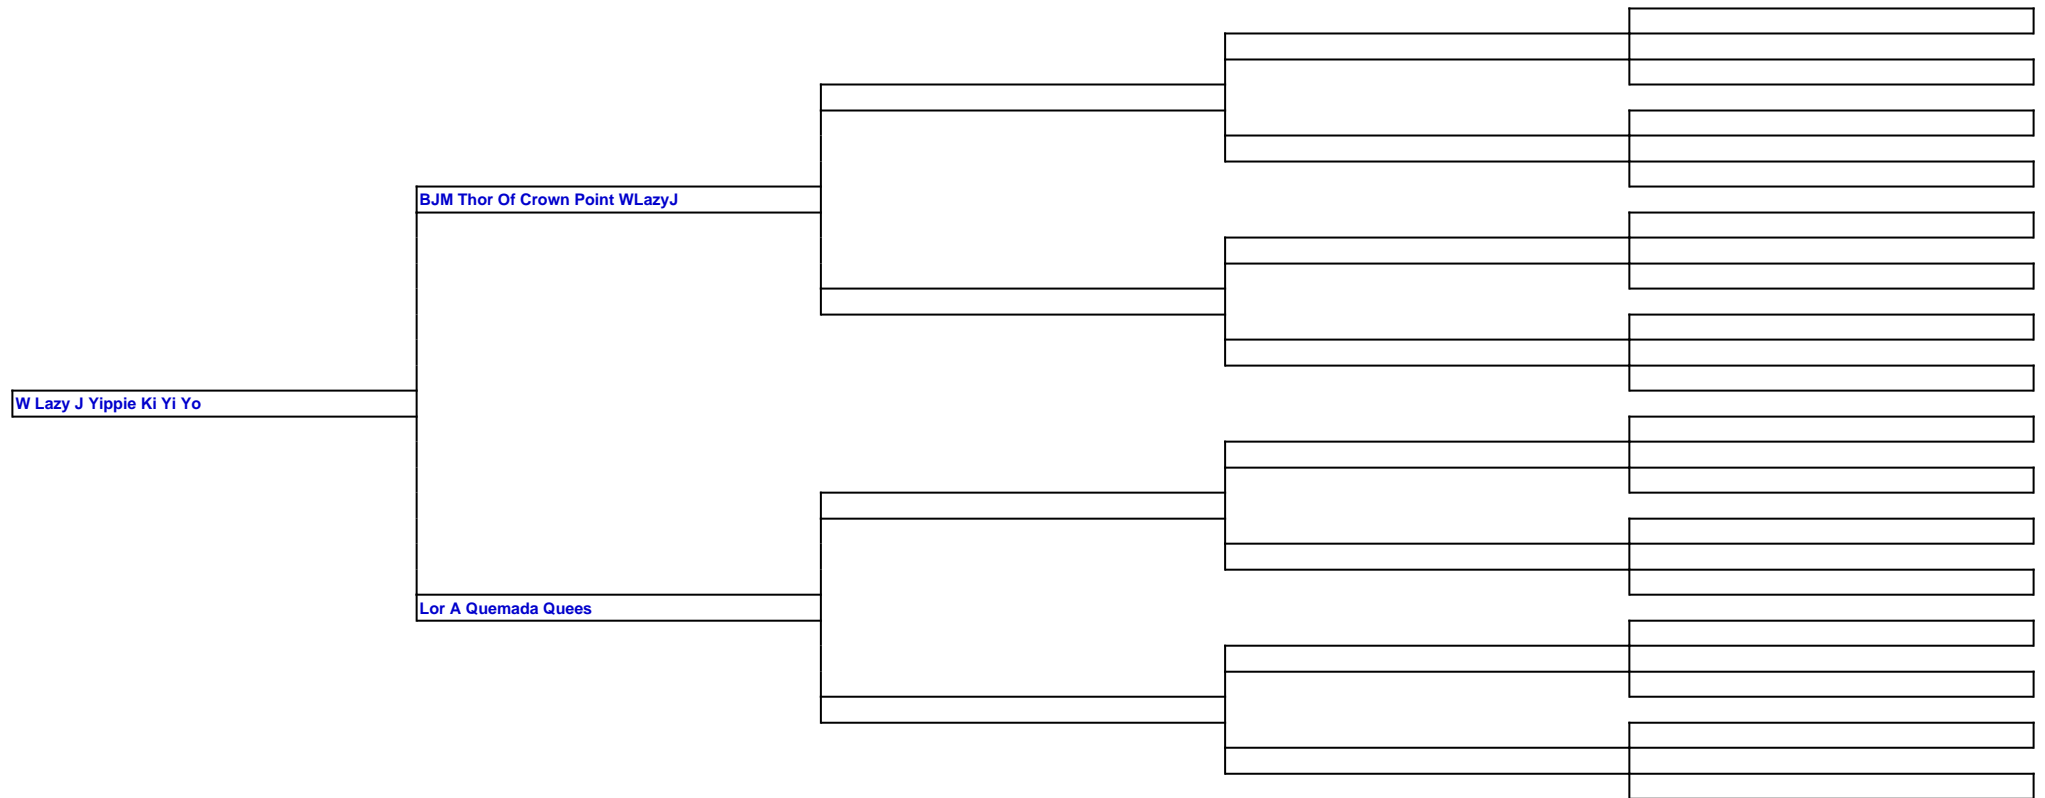 BJM Thor Of Crown Point WLazyJ
W Lazy J Yippie Ki Yi Yo
Lor A Quemada Quees